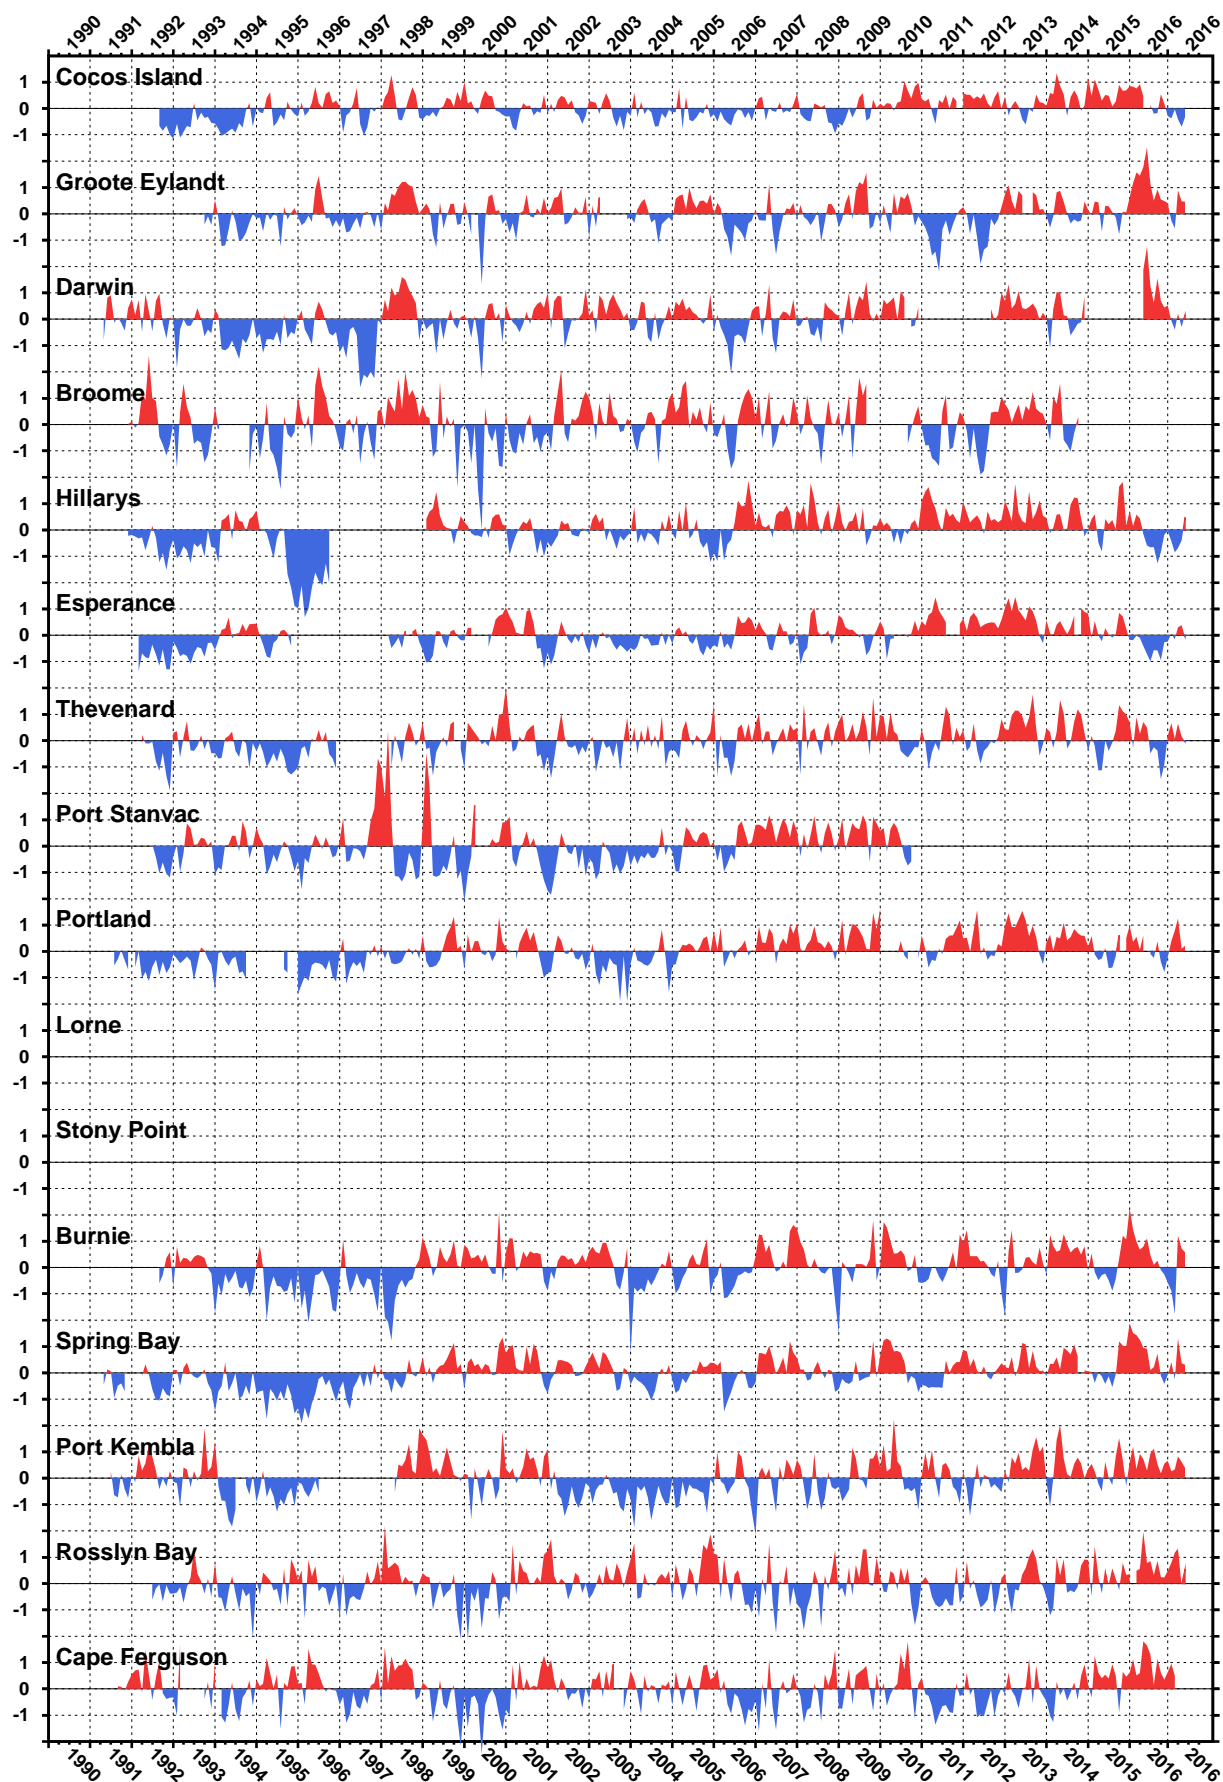 1990 1991 1992 1993 1994 1995 1996 1997 1998 1999 2000 2001 2002 2003 2004 2005 2006 2007 2008 2009 2010 2011 2012 2013 2014 2015 2016 2016
Cocos Island
1
0
-1
Groote Eylandt
1
0
-1
Darwin
1
0
-1
Broome
1
0
-1
Hillarys
1
0
-1
Esperance
1
0
-1
Thevenard
1
0
-1
Port Stanvac
1
0
-1
Portland
1
0
-1
Lorne
1
0
-1
Stony Point
1
0
-1
Burnie
1
0
-1
Spring Bay
1
0
-1
Port Kembla
1
0
-1
Rosslyn Bay
1
0
-1
Cape Ferguson
1
0
-1
1990 1991 1992 1993 1994 1995 1996 1997 1998 1999 2000 2001 2002 2003 2004 2005 2006 2007 2008 2009 2010 2011 2012 2013 2014 2015 2016 2016